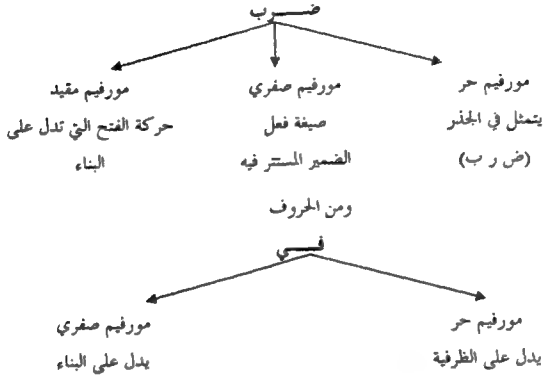 ضـــرب
مورفيم حر
يتمثل في الجذر
(ض ر ب)
مورفيم صفري
صيغة فعل
الضمير المستتر فيه
مورفيم مقيد
حركة الفتح التي تدل على
البناء
ومن الحروف
فـــي
مورفيم حر
يدل على الظرفية
مورفيم صفري
يدل على البناء